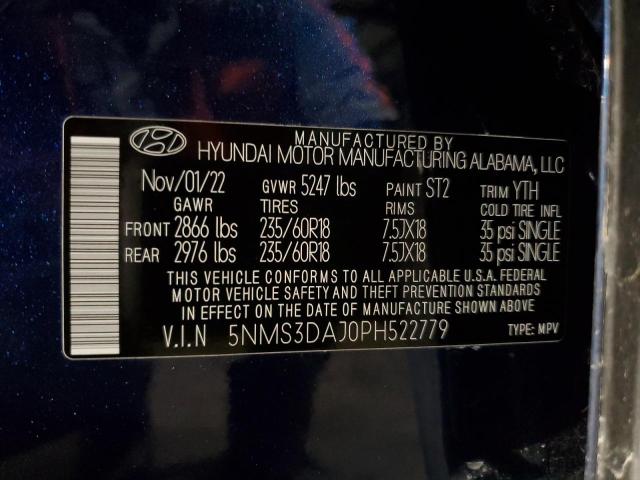 MANUFACTURED BY
HYUNDAI MOTOR MANUFACTURING ALABAMA, LLC
Nov/01/22 GVWR 5247 lbs PAINT ST2 TRIM YTH
GAWR TIRES RIMS COLD TIRE INFL
FRONT 2866 lbs 235/60R18 7.5JX18 35 psi SINGLE
REAR 2976 lbs 235/60R18 7.5JX18 35 psi SINGLE
THIS VEHICLE CONFORMS TO ALL APPLICABLE U.S.A. FEDERAL
MOTOR VEHICLE SAFETY AND THEFT PREVENTION STANDARDS
IN EFFECT ON THE DATE OF MANUFACTURE SHOWN ABOVE.
V.I.N 5NMS3DAJ0PH522779 TYPE: MPV